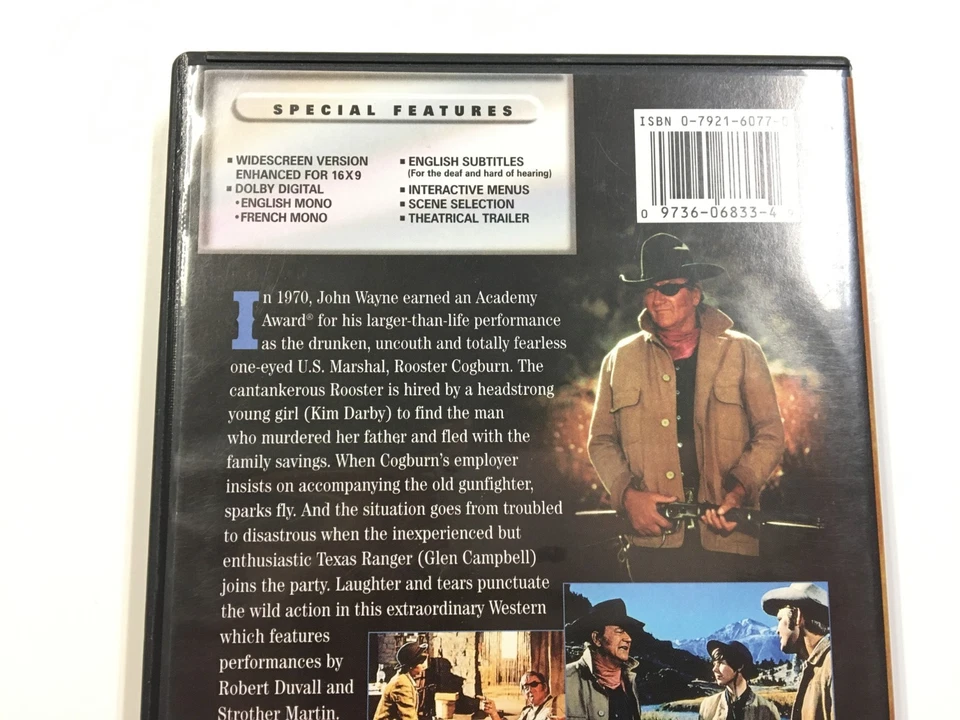 SPECIAL FEATURES
▪ WIDESCREEN VERSION
ENHANCED FOR 16X9
▪ DOLBY DIGITAL
•ENGLISH MONO
•FRENCH MONO
▪ ENGLISH SUBTITLES
(For the deaf and hard of hearing)
▪ INTERACTIVE MENUS
▪ SCENE SELECTION
▪ THEATRICAL TRAILER
ISBN 0-7921-6077-
0 9736-06833-4
In 1970, John Wayne earned an Academy
Award® for his larger-than-life performance
as the drunken, uncouth and totally fearless
one-eyed U.S. Marshal, Rooster Cogburn. The
cantankerous Rooster is hired by a headstrong
young girl (Kim Darby) to find the man
who murdered her father and fled with the
family savings. When Cogburn's employer
insists on accompanying the old gunfighter,
sparks fly. And the situation goes from troubled
to disastrous when the inexperienced but
enthusiastic Texas Ranger (Glen Campbell)
joins the party. Laughter and tears punctuate
the wild action in this extraordinary Western
which features
performances by
Robert Duvall and
Strother Martin.